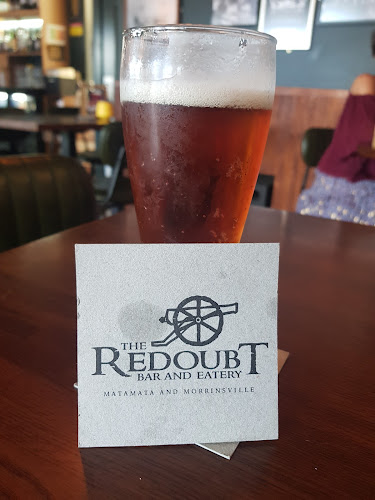 THE
REDOUBT
BAR AND EATERY
MATAMATA AND MORRINSVILLE